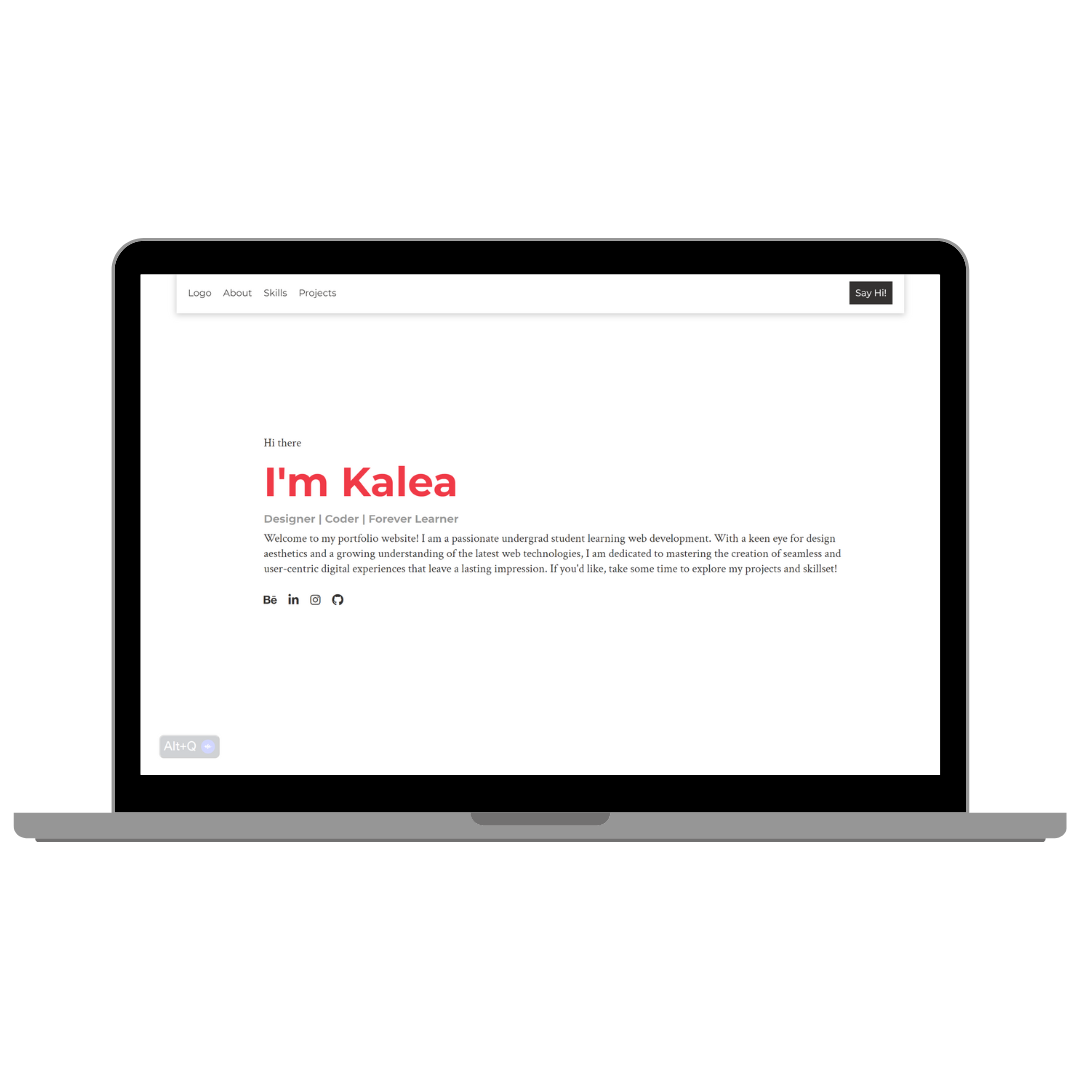 Logo About Skills Projects Say Hi!
Hi there
I'm Kalea
Designer | Coder | Forever Learner
Welcome to my portfolio website! I am a passionate undergrad student learning web development. With a keen eye for design
aesthetics and a growing understanding of the latest web technologies, I am dedicated to mastering the creation of seamless and
user-centric digital experiences that leave a lasting impression. If you'd like, take some time to explore my projects and skillset!
Bē in
Alt+Q